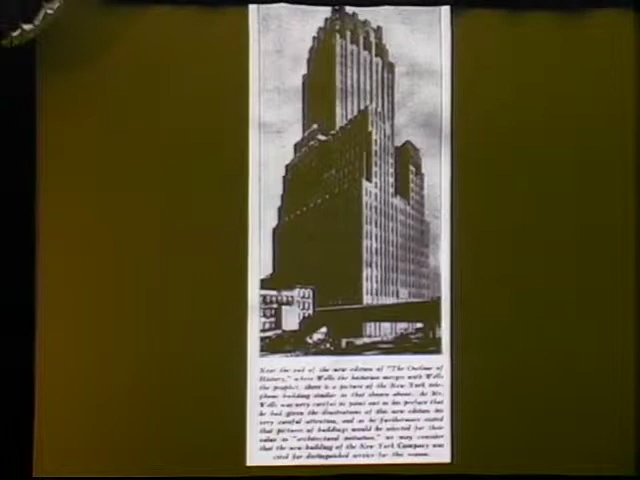 Near the end of the new edition of "The Outline of
History," where Wells the historian merges with Wells
the prophet, there is a picture of the New York tele-
phone building similar to that shown above. As Mr.
Wells was very careful to point out in his preface that
he had given the illustrations of this new edition his
very careful attention, and as he furthermore stated
that pictures of buildings would be selected for their
value as "architectural initiation," we may consider
that the new building of the New York Company was
cited for distinguished service for this reason.